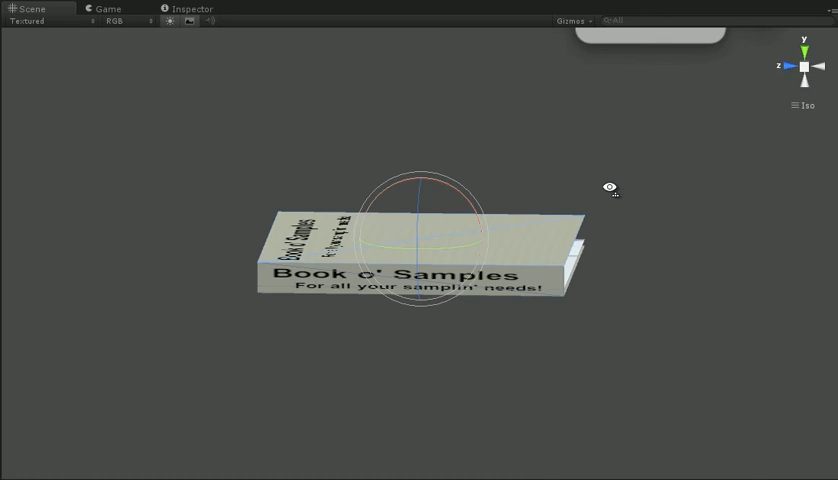 Scene
Game
Inspector
Textured
RGB
Gizmos
All
y
z
Iso
Book o' Samples
Book o' Samples
For all your samplin' needs!